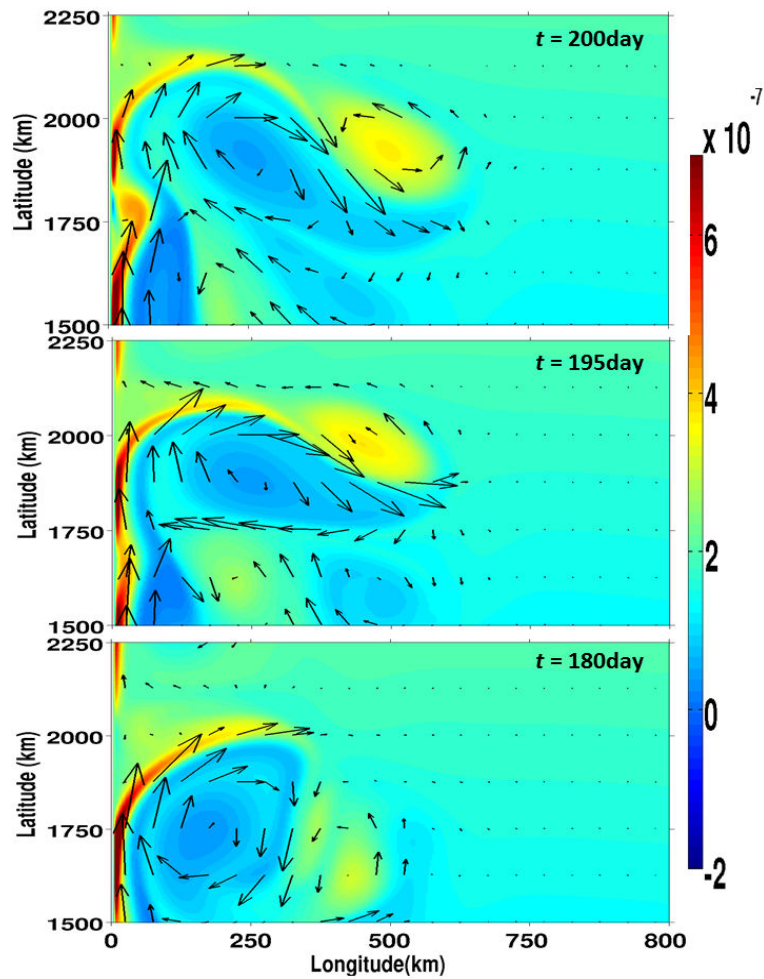 2250
t = 200day
2000
Latitude (km)
1750
1500
2250
t = 195day
2000
Latitude (km)
1750
1500
t = 180day
2250
2000
Latitude (km)
1750
1500
0 250 500 750 800
Longitude(km)
-7
x 10
6
4
2
0
-2